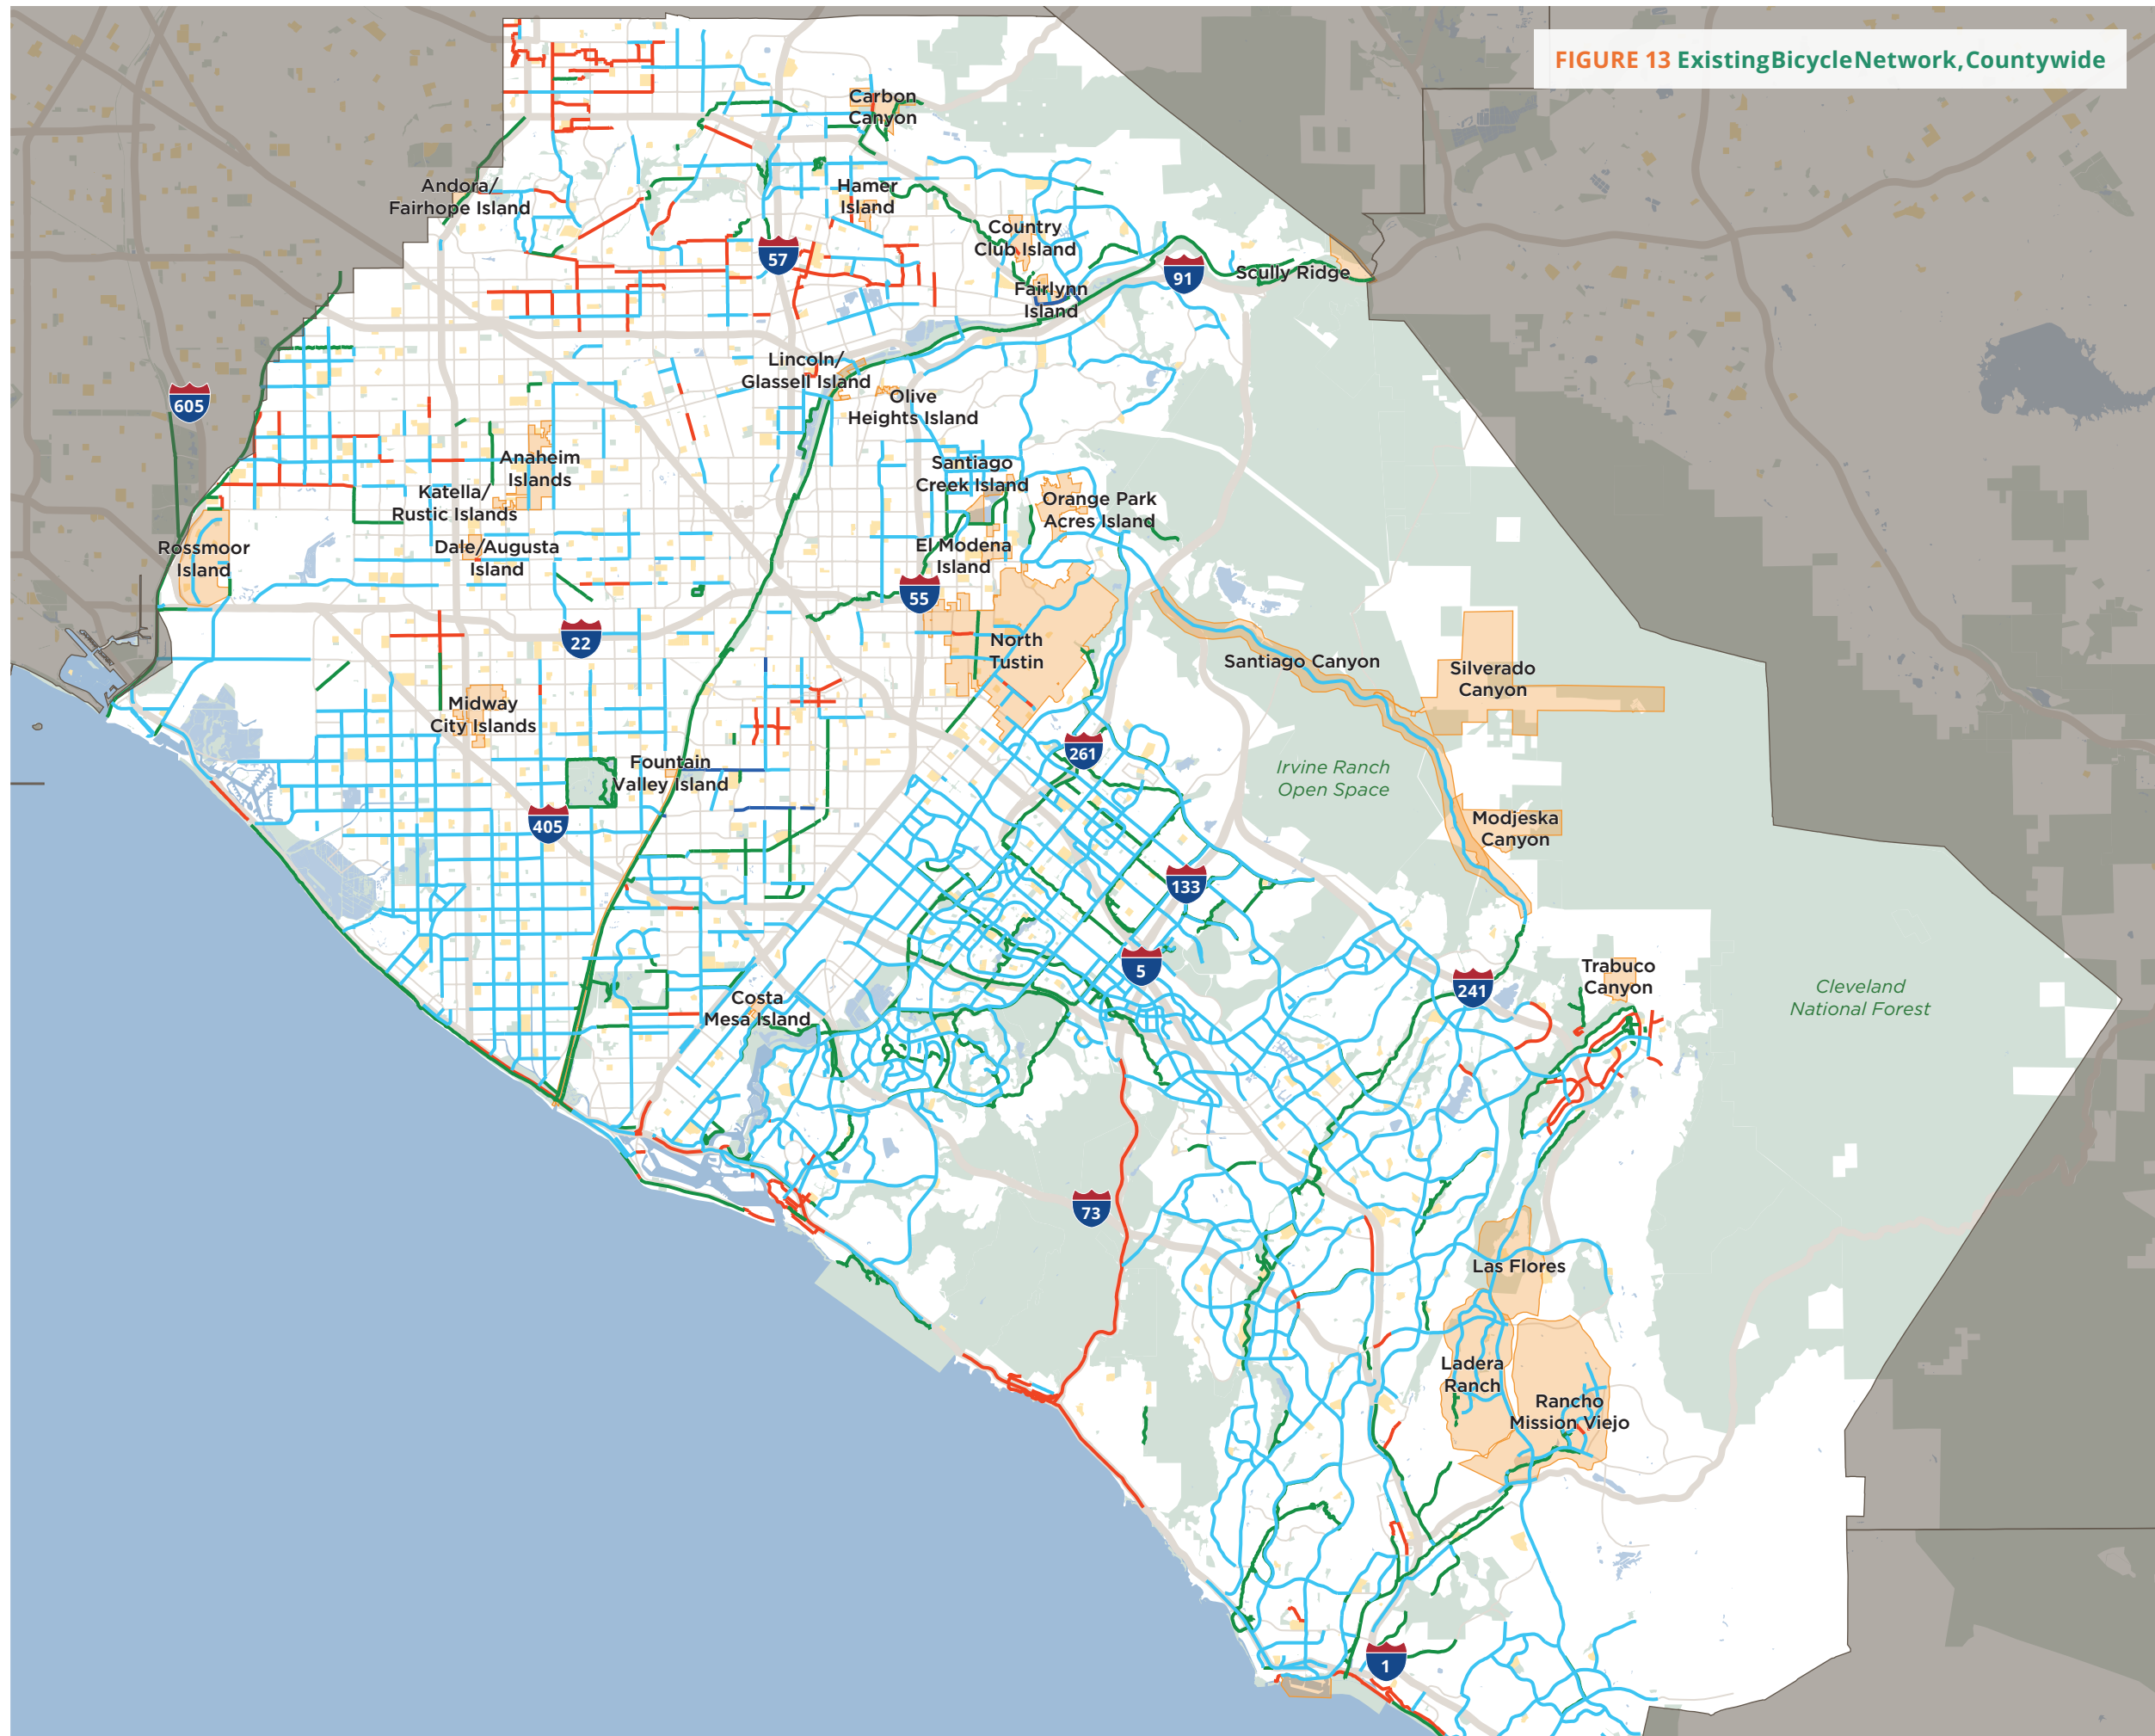 FIGURE 13 ExistingBicycleNetwork,Countywide
Carbon
Canyon
Andora/
Fairhope Island
Hamer
Island
Country
Club Island
57
91
Scully Ridge
Fairlynn
Island
Lincoln/
Glassell Island
605
Olive
Heights Island
Anaheim
Islands
Santiago
Creek Island
Katella/
Rustic Islands
Orange Park
Acres Island
Rossmoor
Island
Dale/Augusta
Island
El Modena
Island
55
22
North
Tustin
Santiago Canyon
Silverado
Canyon
Midway
City Islands
261
Fountain
Valley Island
Irvine Ranch
Open Space
405
Modjeska
Canyon
133
5
241
Trabuco
Canyon
Cleveland
National Forest
Costa
Mesa Island
73
Las Flores
Ladera
Ranch
Rancho
Mission Viejo
1